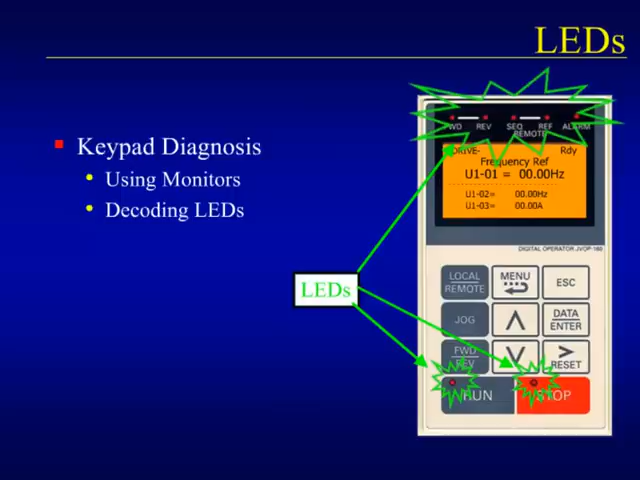 LEDs
Keypad Diagnosis
Using Monitors
Decoding LEDs
LEDs
FWD REV SEQ REF ALARM
REMOTE
-DRIVE- Rdy
Frequency Ref
U1-01 = 00.00Hz
U1-02= 00.00Hz
U1-03= 00.00A
DIGITAL OPERATOR JVOP-160
LOCAL
REMOTE
MENU
ESC
JOG
DATA
ENTER
FWD
REV
>
RESET
RUN
STOP